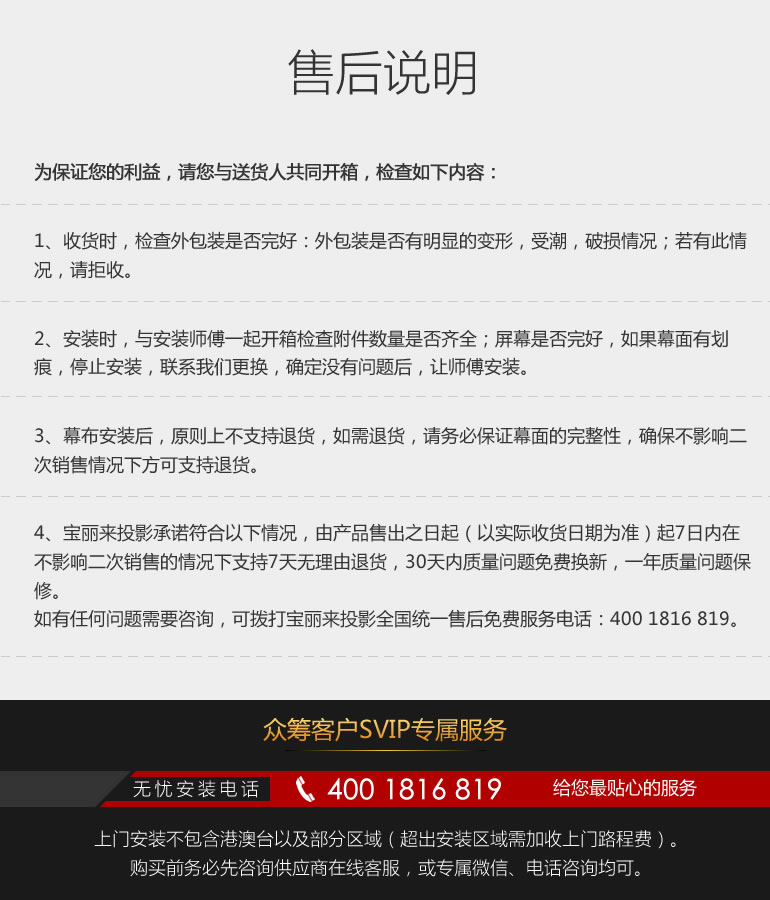 售后说明
为保证您的利益，请您与送货人共同开箱，检查如下内容：
1、收货时，检查外包装是否完好：外包装是否有明显的变形，受潮，破损情况；若有此情
况，请拒收。
2、安装时，与安装师傅一起开箱检查附件数量是否齐全；屏幕是否完好，如果幕面有划
痕，停止安装，联系我们更换，确定没有问题后，让师傅安装。
3、幕布安装后，原则上不支持退货，如需退货，请务必保证幕面的完整性，确保不影响二
次销售情况下方可支持退货。
4、宝丽来投影承诺符合以下情况，由产品售出之日起（以实际收货日期为准）起7日内在
不影响二次销售的情况下支持7天无理由退货，30天内质量问题免费换新，一年质量问题保
修。
如有任何问题需要咨询，可拨打宝丽来投影全国统一售后免费服务电话：400 1816 819。
众筹客户SVIP专属服务
无忧安装电话 400 1816 819 给您最贴心的服务
上门安装不包含港澳台以及部分区域（超出安装区域需加收上门路程费）。
购买前务必先咨询供应商在线客服，或专属微信、电话咨询均可。